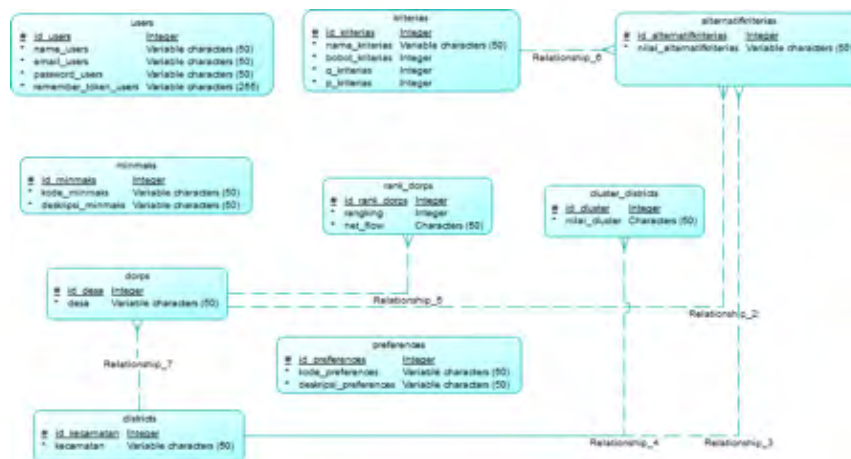 users
# id_users Integer
* name_users Variable characters (50)
* email_users Variable characters (50)
* password_users Variable characters (50)
* remember_token_users Variable characters (255)
kriterias
# id_kriterias Integer
* name_kriterias Variable characters (50)
* bobot_kriterias Integer
* q_kriterias Integer
* p_kriterias Integer
alternatifkriterias
# id_alternatifkriterias Integer
* nilai_alternatifkriterias Variable characters (50)
Relationship_6
minmaks
# id_minmaks Integer
* kode_minmaks Variable characters (50)
* deskripsi_minmaks Variable characters (50)
rank_dorps
# id_rank_dorps Integer
* rangking Integer
* net_flow Characters (50)
cluster_districts
# id_cluster Integer
* nilai_cluster Characters (50)
dorps
# id_desa Integer
* desa Variable characters (50)
Relationship_5
Relationship_2
Relationship_7
preferences
# id_preferences Integer
* kode_preferences Variable characters (50)
* deskripsi_preferences Variable characters (50)
districts
# id_kecamatan Integer
* kecamatan Variable characters (50)
Relationship_4
Relationship_3